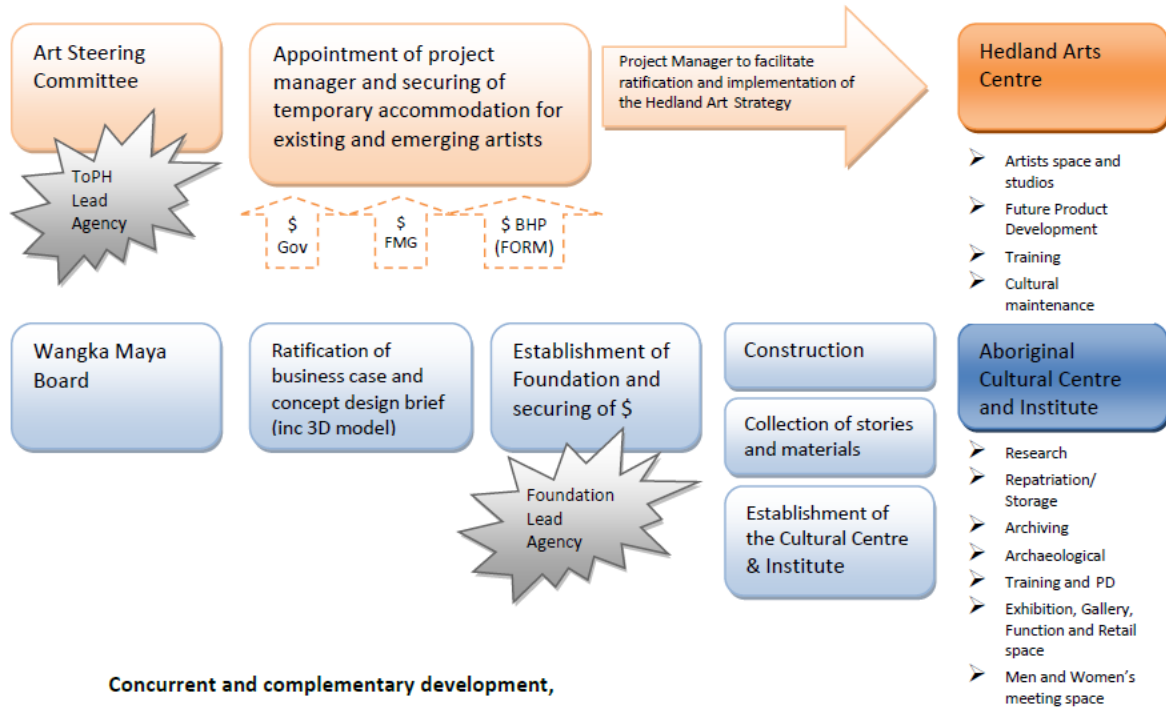 Art Steering
Committee
ToPH
Lead
Agency
Appointment of project
manager and securing of
temporary accommodation for
existing and emerging artists
$
Gov
$
FMG
$ BHP
(FORM)
Project Manager to facilitate
ratification and implementation of
the Hedland Art Strategy
Hedland Arts
Centre
➢ Artists space and
studios
➢ Future Product
Development
➢ Training
➢ Cultural
maintenance
Wangka Maya
Board
Ratification of
business case and
concept design brief
(inc 3D model)
Establishment of
Foundation and
securing of $
Foundation
Lead
Agency
Construction
Collection of stories
and materials
Establishment of
the Cultural Centre
& Institute
Aboriginal
Cultural Centre
and Institute
➢ Research
➢ Repatriation/
Storage
➢ Archiving
➢ Archaeological
➢ Training and PD
➢ Exhibition, Gallery,
Function and Retail
space
➢ Men and Women's
meeting space
Concurrent and complementary development,